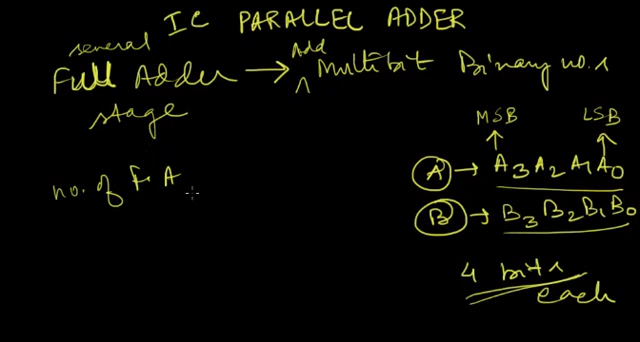 IC PARALLEL ADDER
several
Full Adder → Add Multibit Binary no.s
stage
MSB LSB
A → A3 A2 A1 A0
B → B3 B2 B1 B0
no. of F. A
4 bits
each